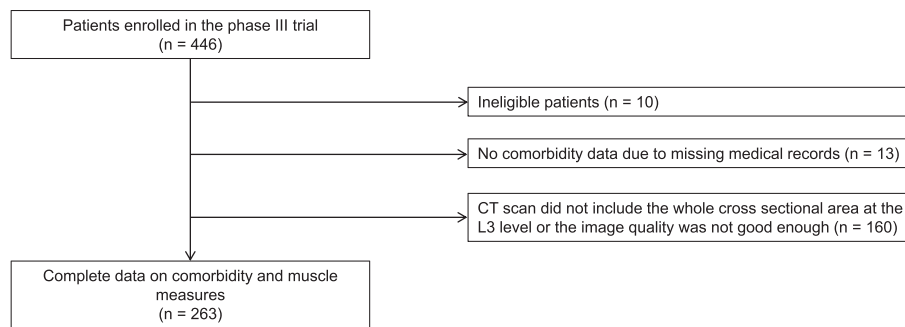 Patients enrolled in the phase III trial
(n = 446)
Ineligible patients (n = 10)
No comorbidity data due to missing medical records (n = 13)
CT scan did not include the whole cross sectional area at the
L3 level or the image quality was not good enough (n = 160)
Complete data on comorbidity and muscle
measures
(n = 263)